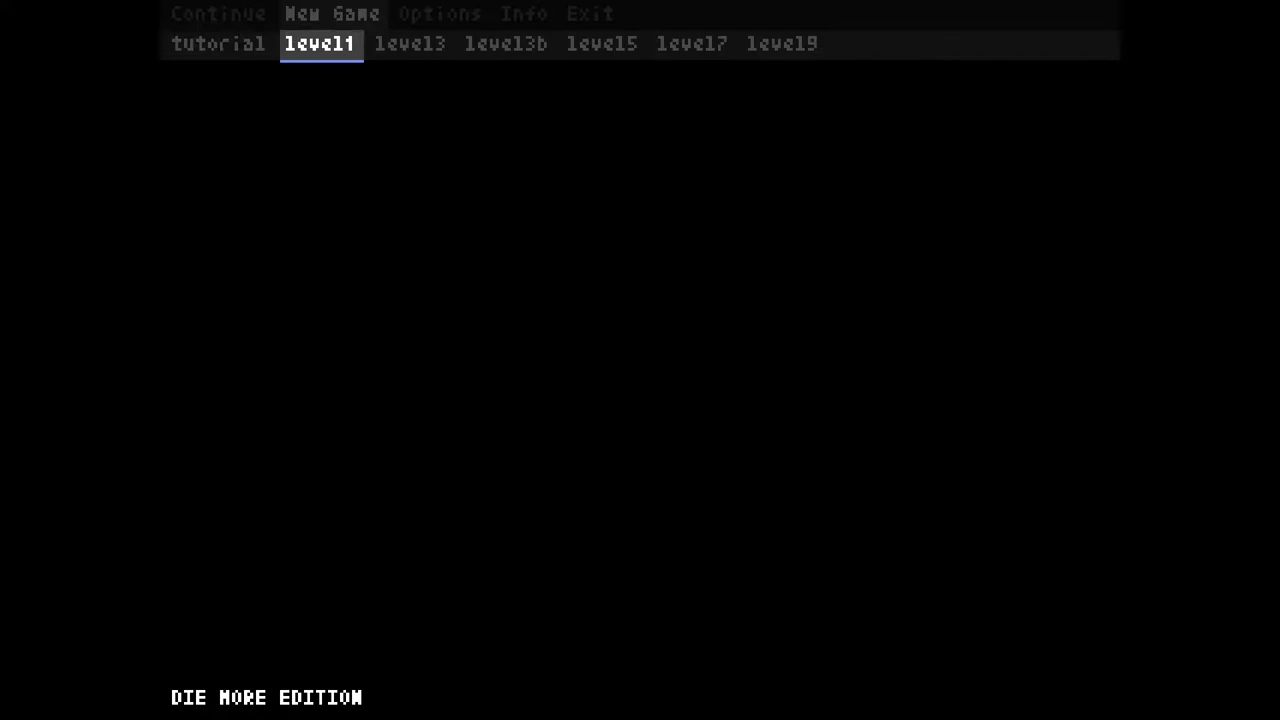 Continue New Game Options Info Exit
tutorial level1 level3 level3b level5 level7 level9
DIE MORE EDITION